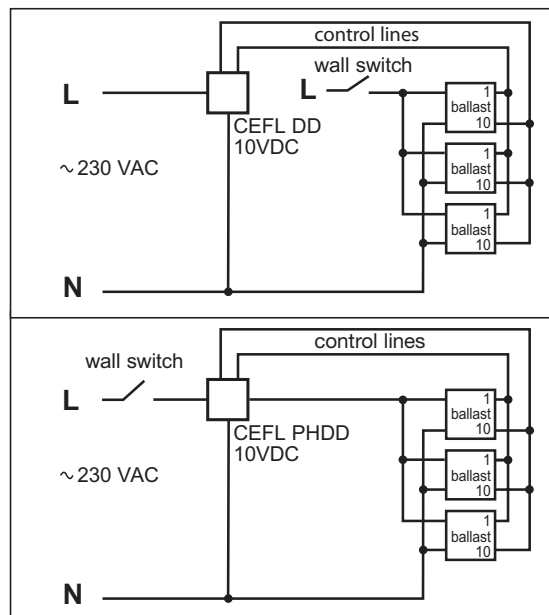 control lines
wall switch
L
L
CEFL DD
10VDC
1
ballast
10
1
ballast
10
1
ballast
10
~ 230 VAC
N
control lines
wall switch
L
CEFL PHDD
10VDC
1
ballast
10
1
ballast
10
1
ballast
10
~ 230 VAC
N